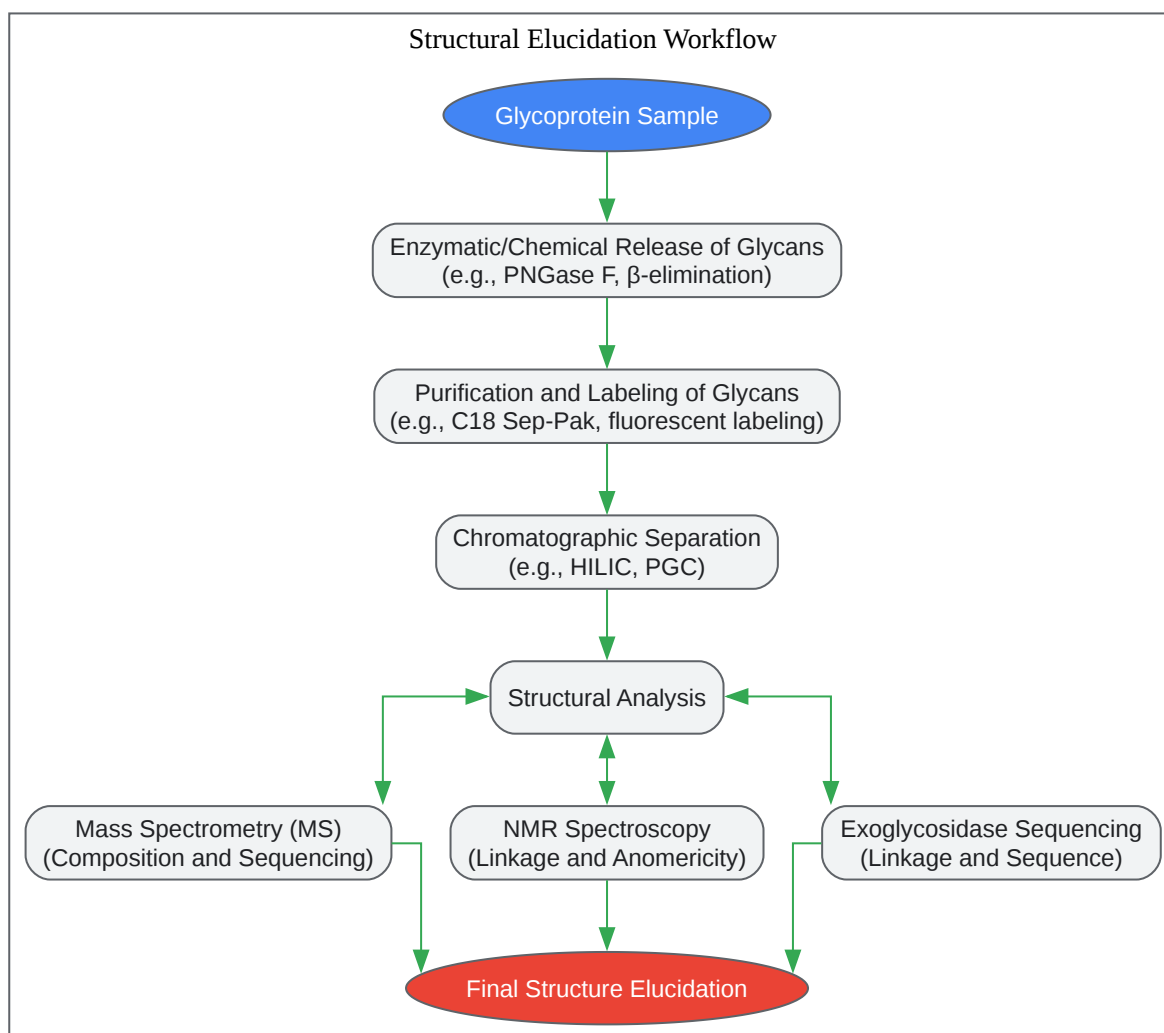 Structural Elucidation Workflow
Glycoprotein Sample
Enzymatic/Chemical Release of Glycans
(e.g., PNGase F, β-elimination)
Purification and Labeling of Glycans
(e.g., C18 Sep-Pak, fluorescent labeling)
Chromatographic Separation
(e.g., HILIC, PGC)
Structural Analysis
Mass Spectrometry (MS)
(Composition and Sequencing)
NMR Spectroscopy
(Linkage and Anomericity)
Exoglycosidase Sequencing
(Linkage and Sequence)
Final Structure Elucidation